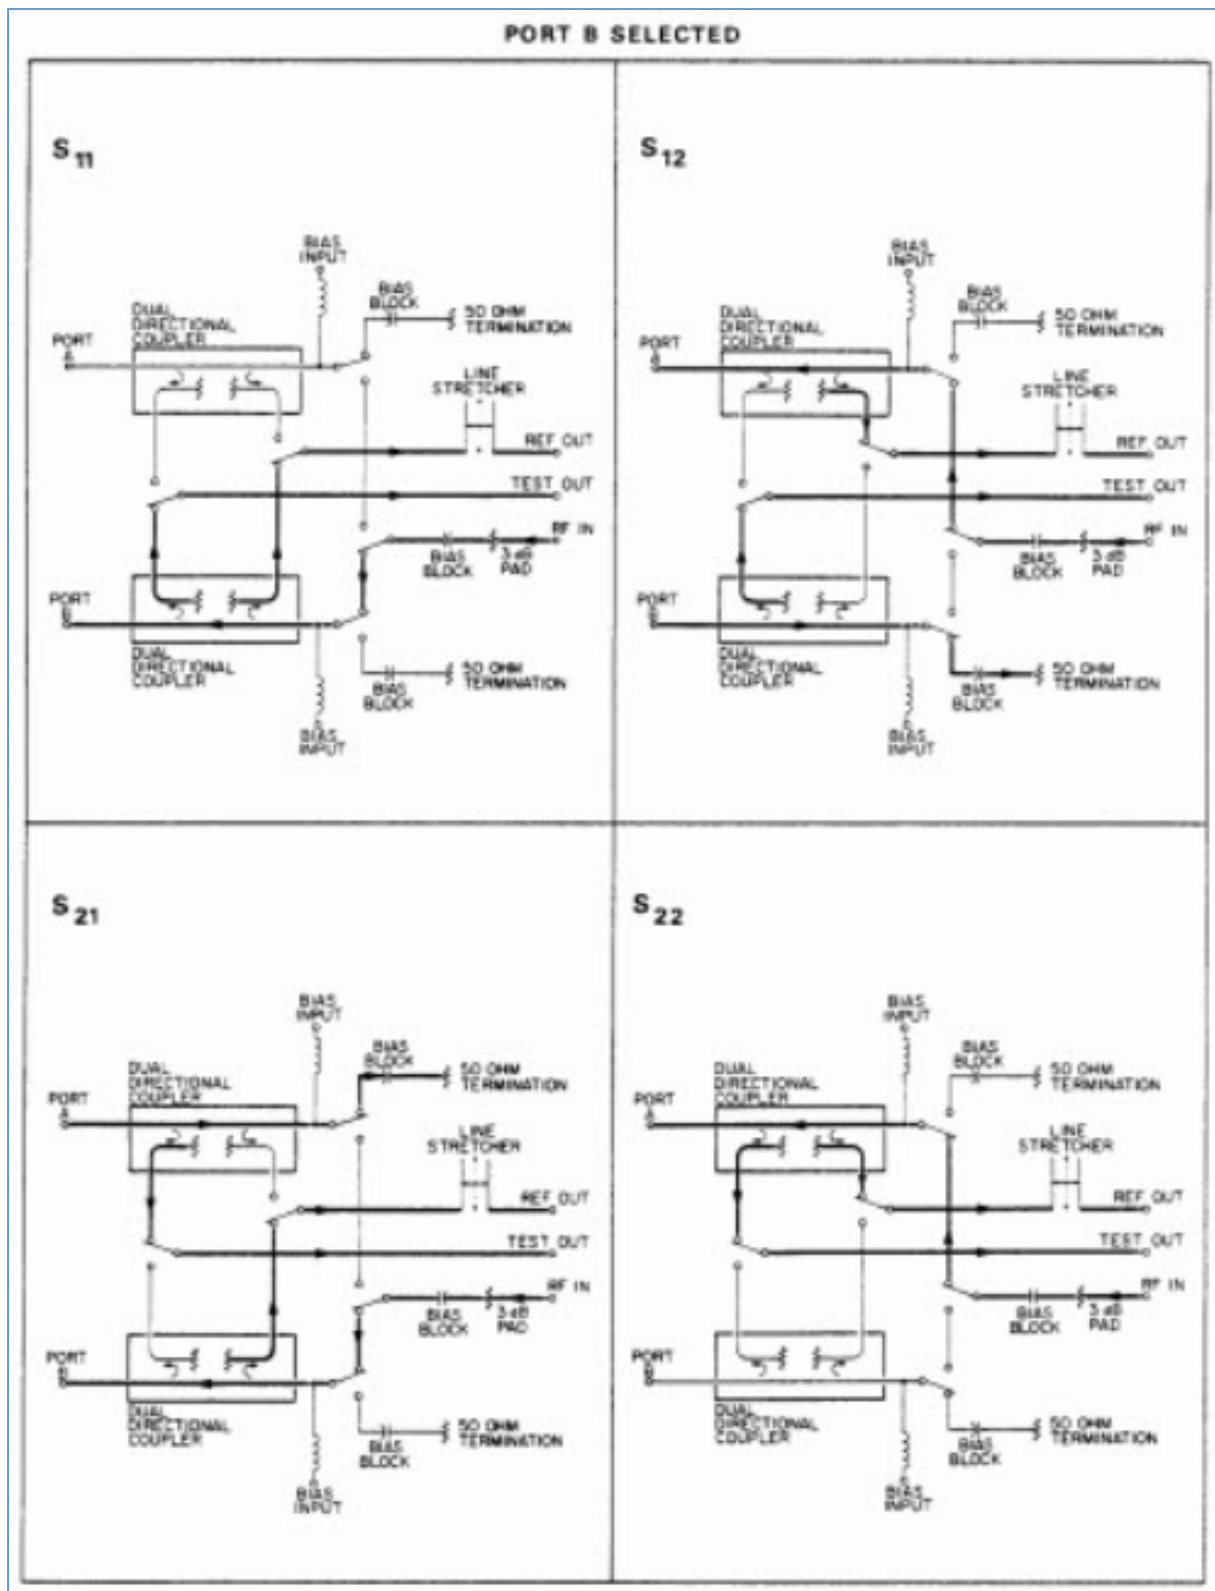 PORT B SELECTED
S11
BIAS
INPUT
BIAS
BLOCK
50 OHM
TERMINATION
DUAL
DIRECTIONAL
COUPLER
PORT
A
LINE
STRETCHER
REF OUT
TEST OUT
RF IN
BIAS
BLOCK
3 dB
PAD
PORT
B
DUAL
DIRECTIONAL
COUPLER
50 OHM
TERMINATION
BIAS
BLOCK
BIAS
INPUT
S12
BIAS
INPUT
BIAS
BLOCK
50 OHM
TERMINATION
DUAL
DIRECTIONAL
COUPLER
PORT
A
LINE
STRETCHER
REF OUT
TEST OUT
RF IN
BIAS
BLOCK
3 dB
PAD
PORT
B
DUAL
DIRECTIONAL
COUPLER
50 OHM
TERMINATION
BIAS
BLOCK
BIAS
INPUT
S21
BIAS
INPUT
BIAS
BLOCK
50 OHM
TERMINATION
DUAL
DIRECTIONAL
COUPLER
PORT
A
LINE
STRETCHER
REF OUT
TEST OUT
RF IN
BIAS
BLOCK
3 dB
PAD
PORT
B
DUAL
DIRECTIONAL
COUPLER
50 OHM
TERMINATION
BIAS
BLOCK
BIAS
INPUT
S22
BIAS
INPUT
BIAS
BLOCK
50 OHM
TERMINATION
DUAL
DIRECTIONAL
COUPLER
PORT
A
LINE
STRETCHER
REF OUT
TEST OUT
RF IN
BIAS
BLOCK
3 dB
PAD
PORT
B
DUAL
DIRECTIONAL
COUPLER
50 OHM
TERMINATION
BIAS
BLOCK
BIAS
INPUT